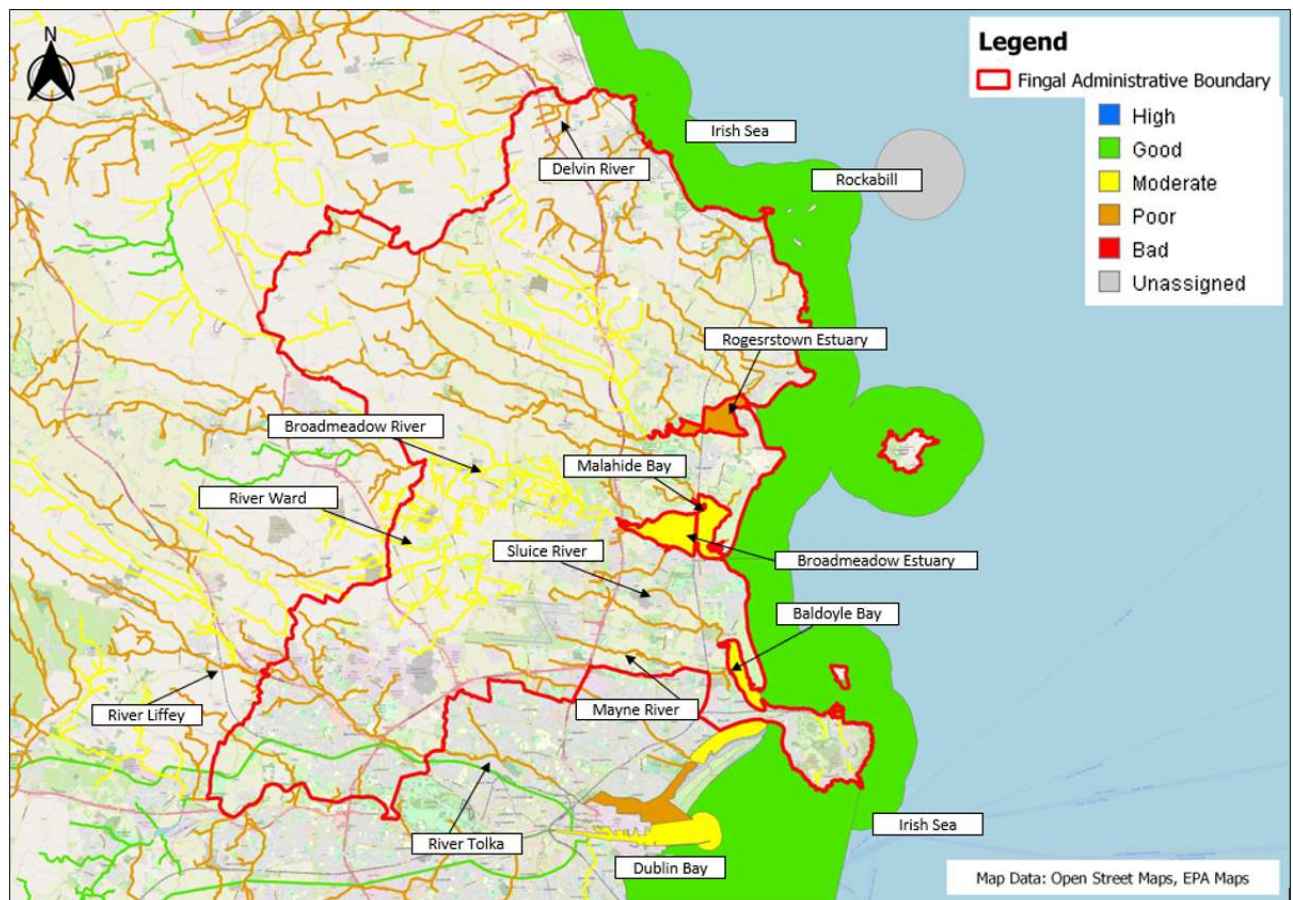 N
Legend
Fingal Administrative Boundary
High
Good
Moderate
Poor
Bad
Unassigned
Irish Sea
Delvin River
Rockabill
Rogesrstown Estuary
Broadmeadow River
Malahide Bay
River Ward
Sluice River
Broadmeadow Estuary
Baldoyle Bay
River Liffey
Mayne River
Irish Sea
River Tolka
Dublin Bay
Map Data: Open Street Maps, EPA Maps